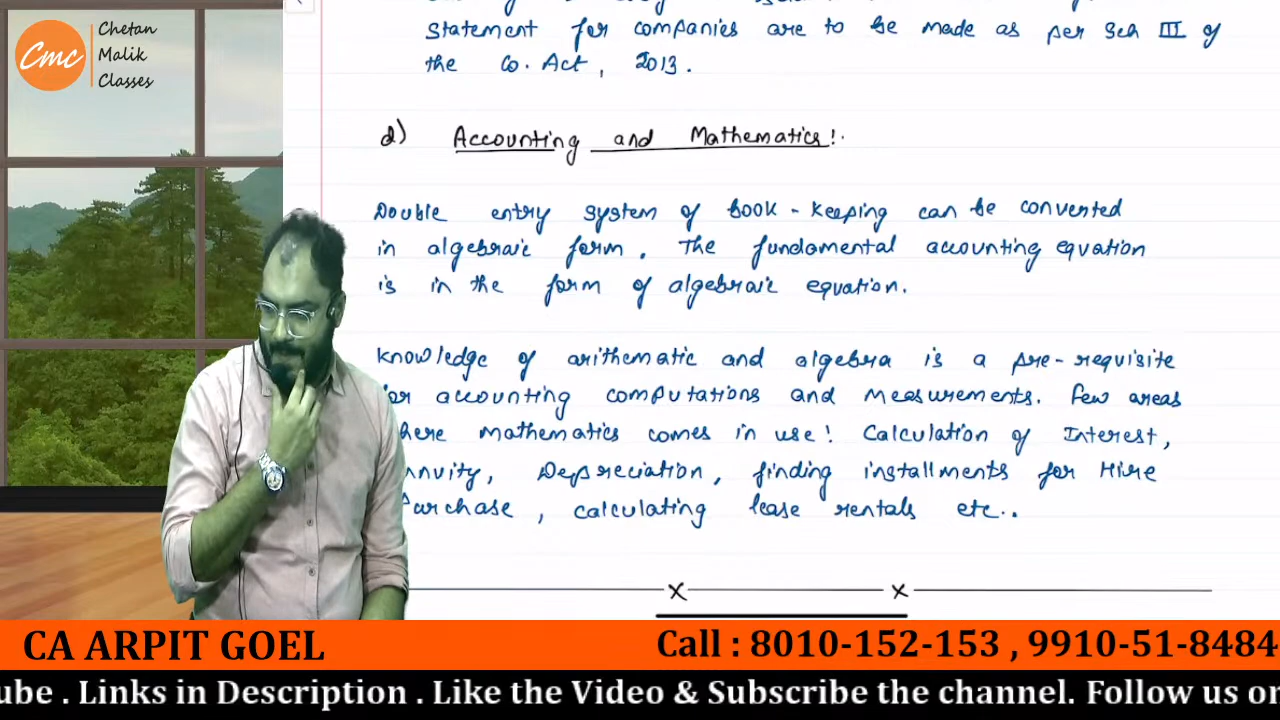 Chetan
Malik
Classes
cmc
statement for companies are to be made as per Sch III of
the Co. Act, 2013.
d) Accounting and Mathematics:-
Double entry system of book-keeping can be converted
in algebraic form. The fundamental accounting equation
is in the form of algebraic equation.
Knowledge of arithematic and algebra is a pre-requisite
accounting computations and measurements. Few areas
mathematics comes in use: Calculation of Interest,
Depreciation, finding installments for Hire
Purchase, calculating lease rentals etc..
CA ARPIT GOEL
Call : 8010-152-153 , 9910-51-8484
ube . Links in Description . Like the Video & Subscribe the channel. Follow us on